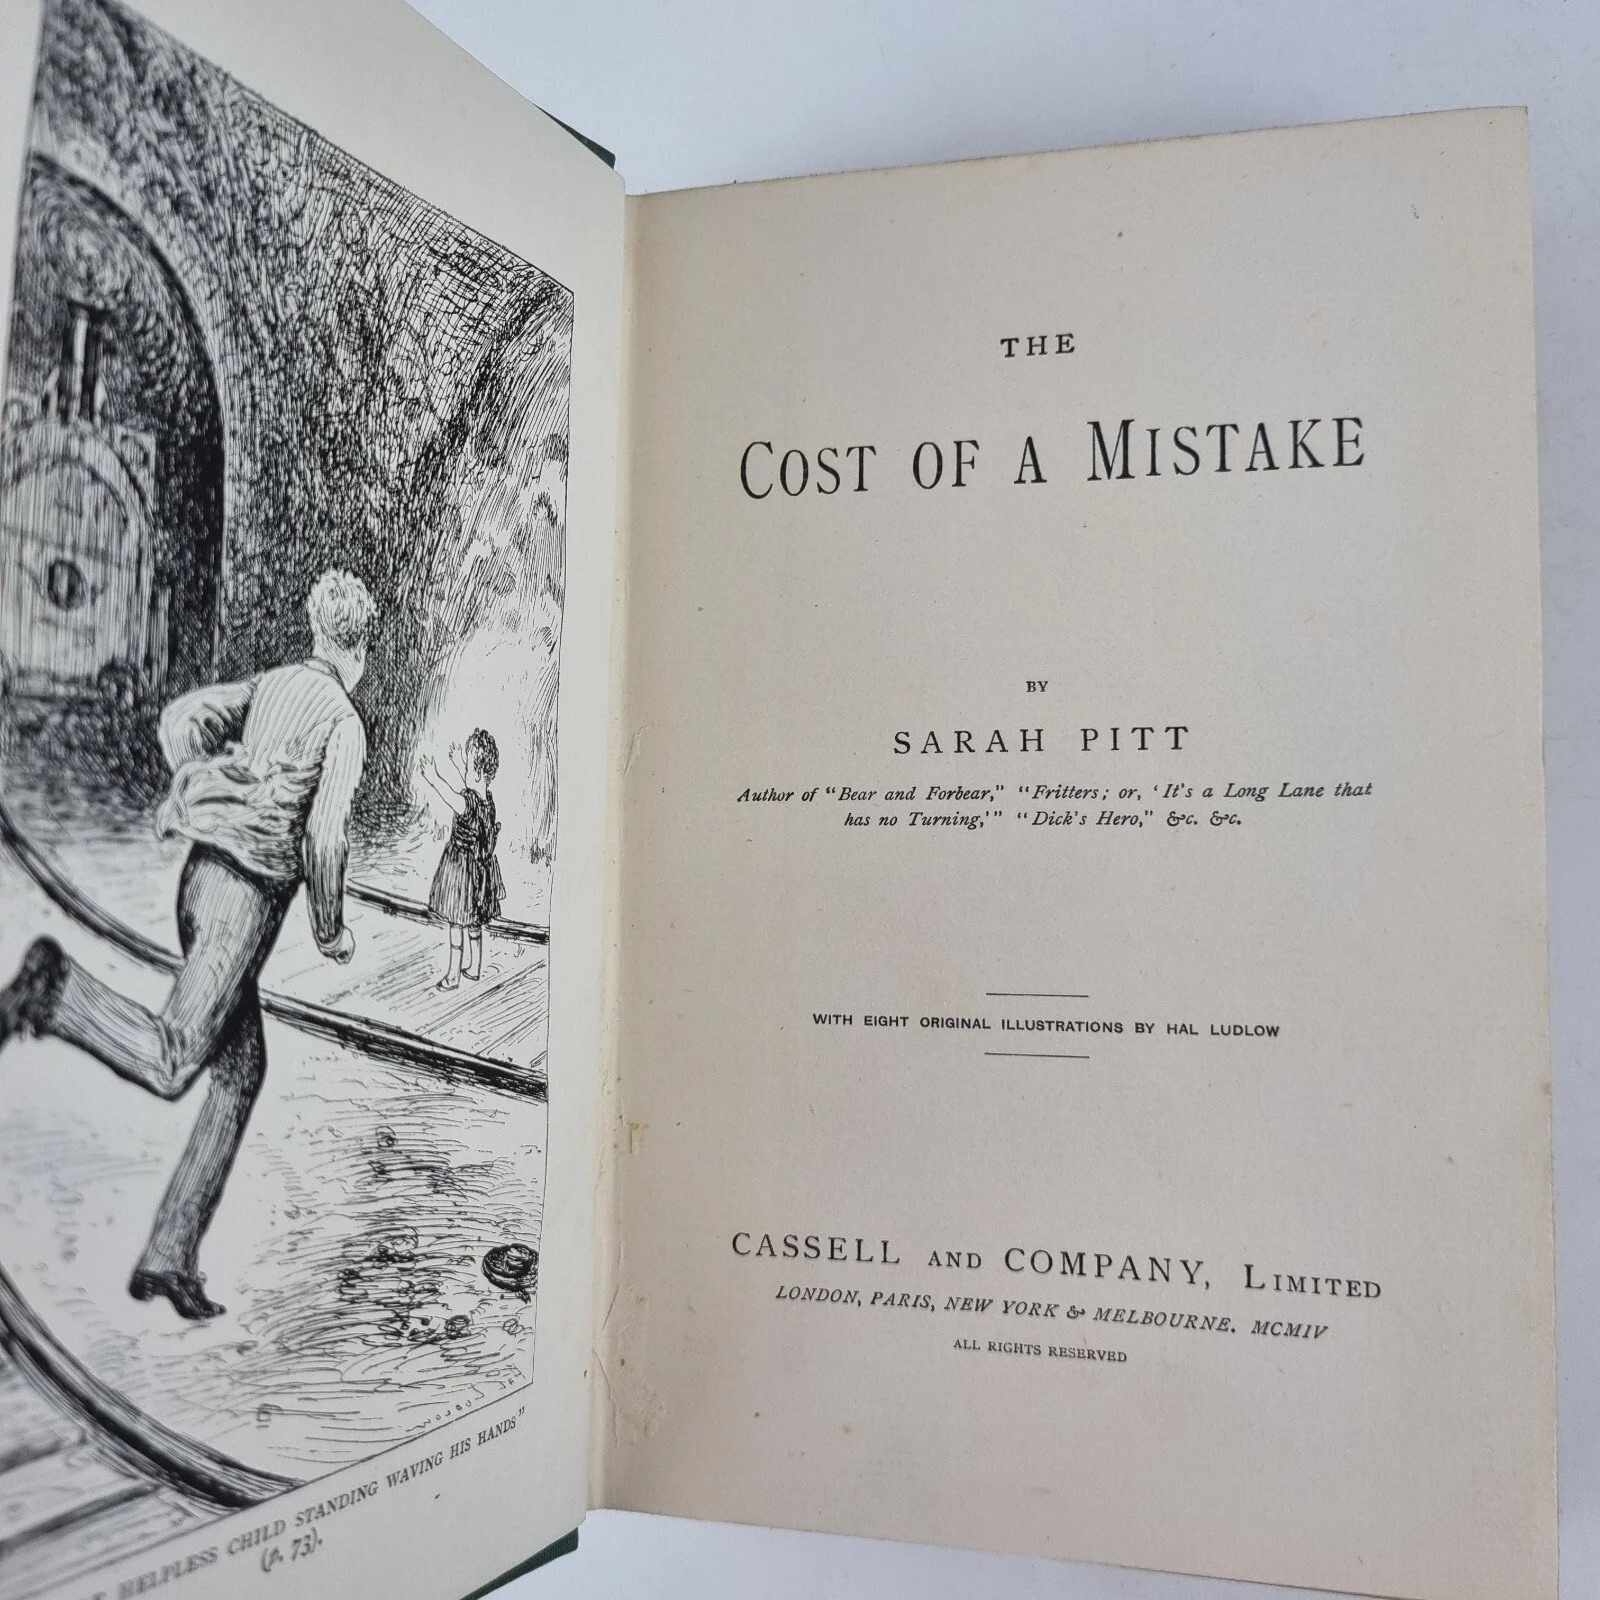 HELPLESS CHILD STANDING WAVING HIS HANDS"
(p. 73).
LUDLOW
THE
COST OF A MISTAKE
BY
SARAH PITT
Author of "Bear and Forbear," "Fritters; or, 'It's a Long Lane that
has no Turning,'" "Dick's Hero," &c. &c.
WITH EIGHT ORIGINAL ILLUSTRATIONS BY HAL LUDLOW
CASSELL AND COMPANY, LIMITED
LONDON, PARIS, NEW YORK & MELBOURNE. MCMIV
ALL RIGHTS RESERVED